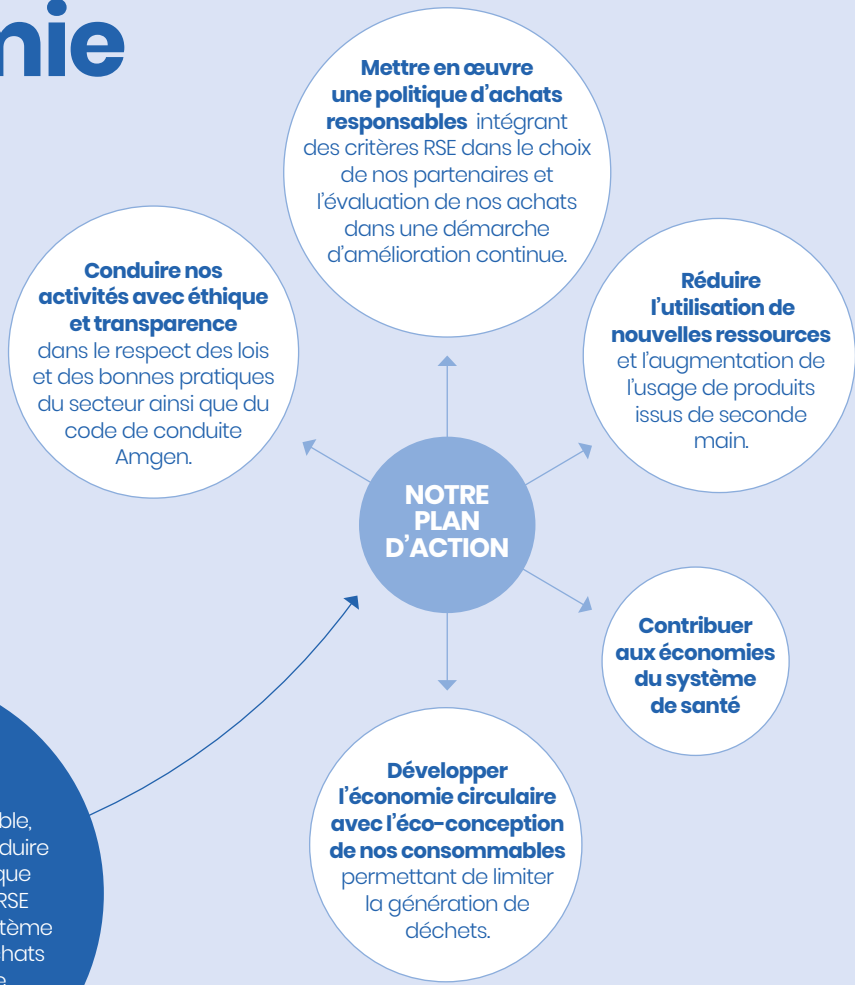 nie
Mettre en œuvre
une politique d'achats
responsables intégrant
des critères RSE dans le choix
de nos partenaires et
l'évaluation de nos achats
dans une démarche
d'amélioration continue.
Conduire nos
activités avec éthique
et transparence
dans le respect des lois
et des bonnes pratiques
du secteur ainsi que du
code de conduite
Amgen.
Réduire
l'utilisation de
nouvelles ressources
et l'augmentation de
l'usage de produits
issus de seconde
main.
NOTRE
PLAN
D'ACTION
Contribuer
aux économies
du système
de santé
Développer
l'économie circulaire
avec l'éco-conception
de nos consommables
permettant de limiter
la génération de
déchets.
ble,
duire
que
RSE
tème
hats